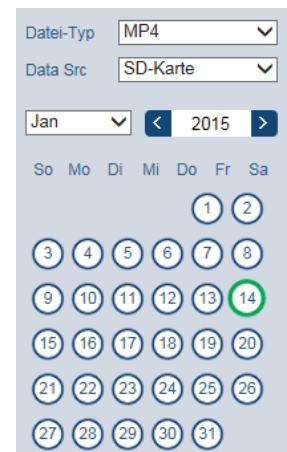 Datei-Typ MP4
Data Src SD-Karte
Jan < 2015 >
So Mo Di Mi Do Fr Sa
1 2
3 4 5 6 7 8
9 10 11 12 13 14
15 16 17 18 19 20
21 22 23 24 25 26
27 28 29 30 31